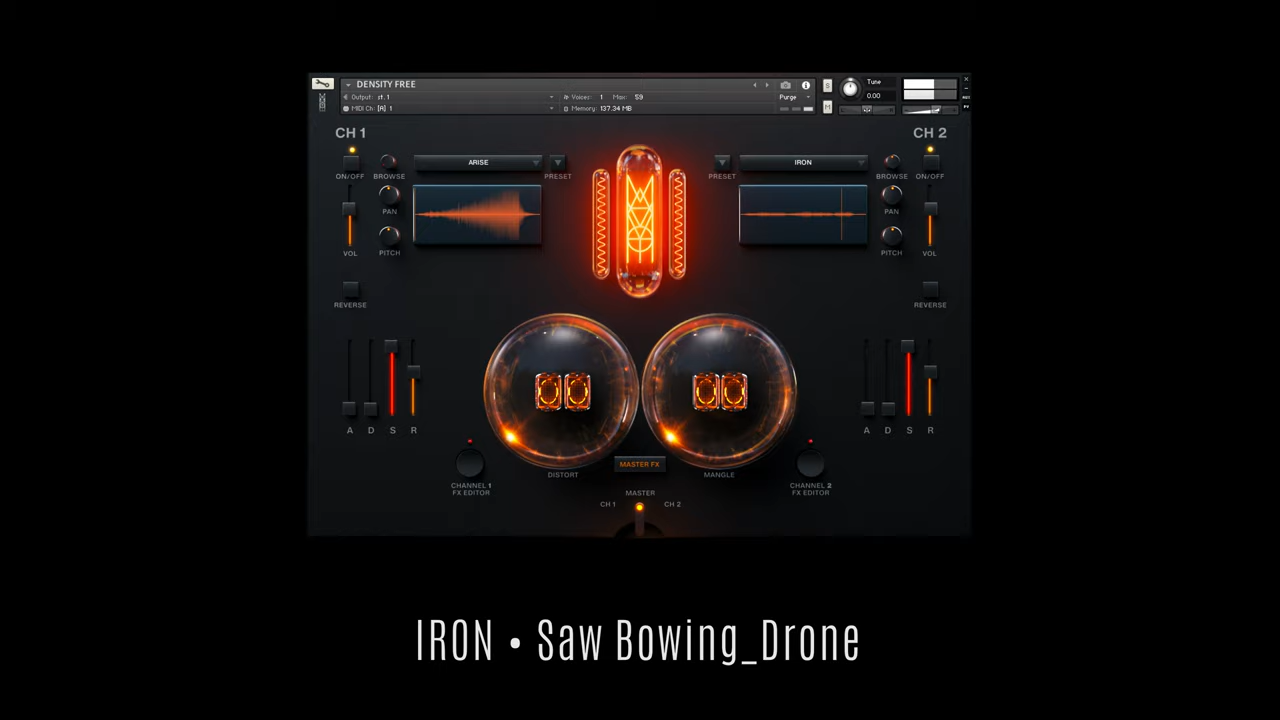 DENSITY FREE
Output: st.1
Voices: 1 Max: 59
Purge
MIDI Ch: [A] 1
Memory: 137.34 MB
S
M
Tune
0.00
CH 1
CH 2
ARISE
IRON
ON/OFF
BROWSE
PRESET
PRESET
BROWSE
ON/OFF
PAN
PAN
PITCH
VOL
PITCH
VOL
REVERSE
REVERSE
00
00
A D S R
A D S R
MASTER FX
DISTORT
MANGLE
CHANNEL 1
FX EDITOR
CHANNEL 2
FX EDITOR
MASTER
CH 1
CH 2
IRON • Saw Bowing_Drone